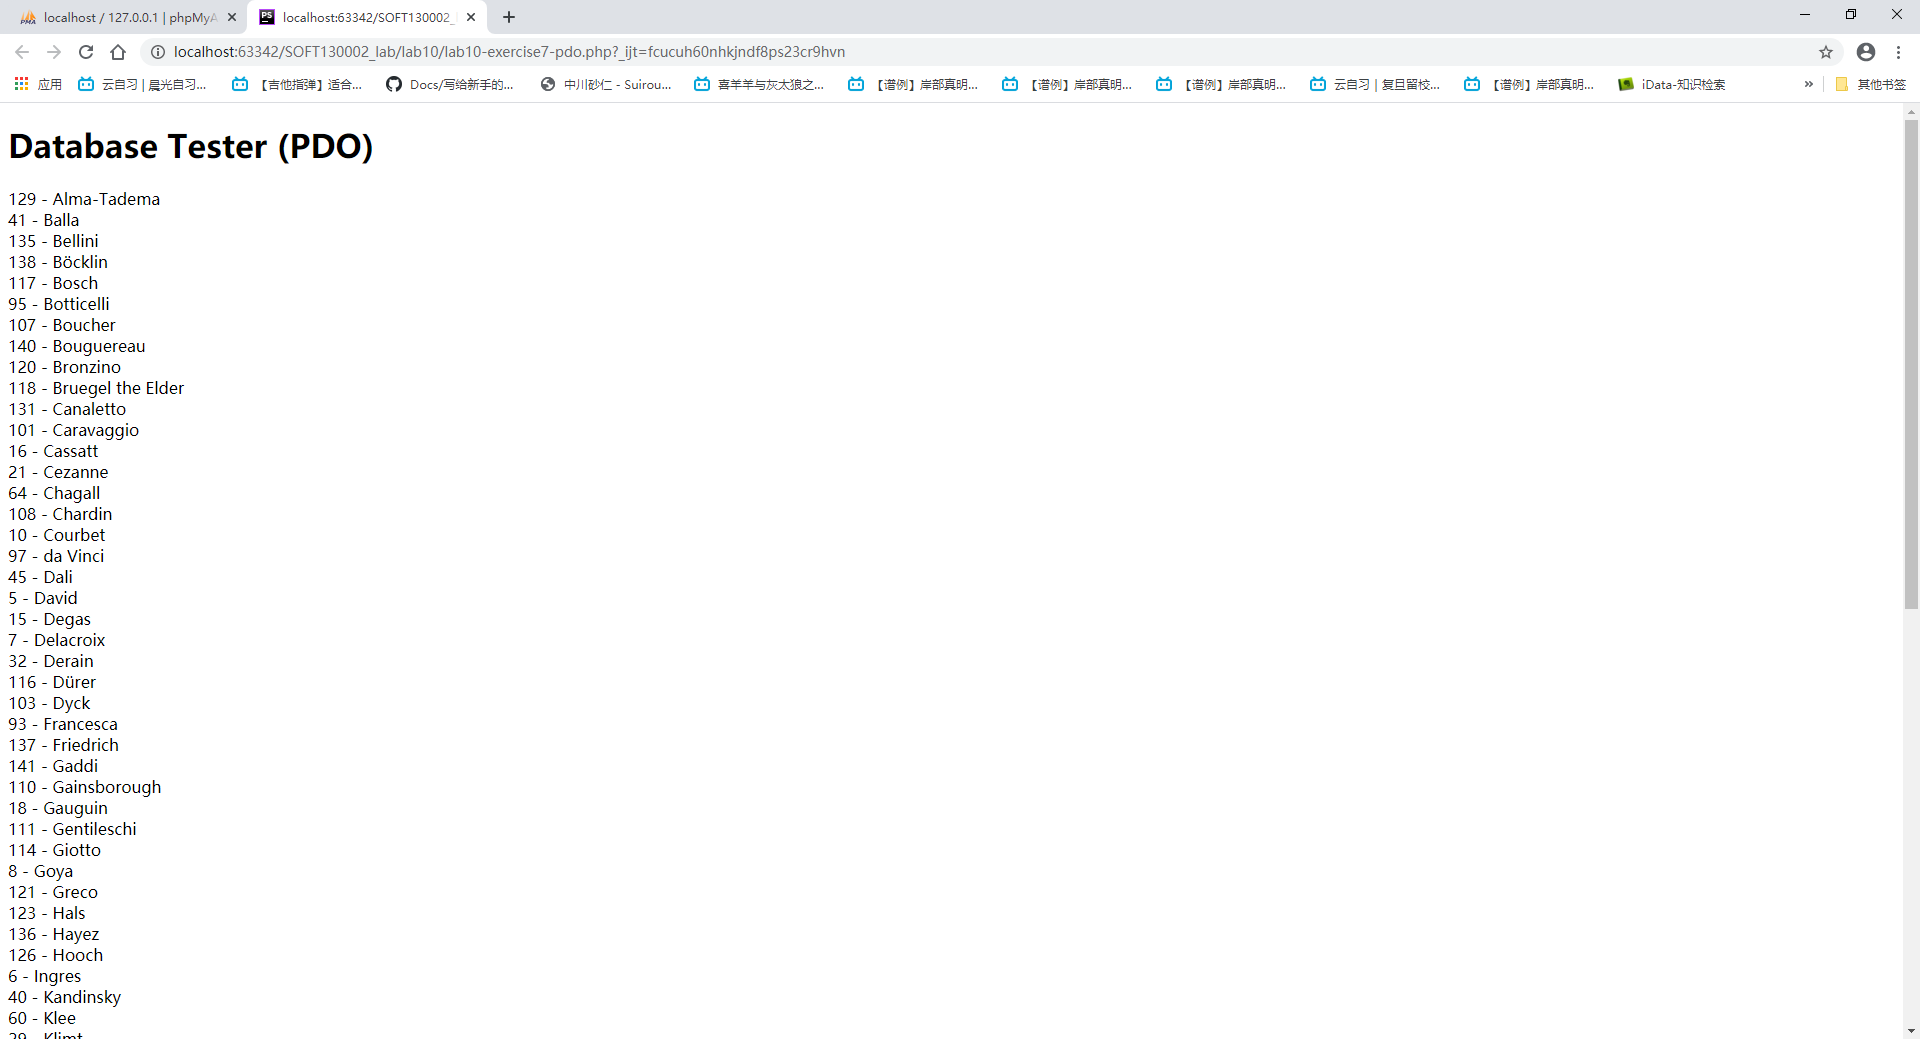 localhost / 127.0.0.1 | phpMyA
localhost:63342/SOFT130002_
localhost:63342/SOFT130002_lab/lab10/lab10-exercise7-pdo.php?_ijt=fcucuh60nhkjndf8ps23cr9hvn
应用 云自习 | 晨光自习... 【吉他指弹】适合... Docs/写给新手的... 中川砂仁 - Suirou... 喜羊羊与灰太狼之... 【谱例】岸部真明... 【谱例】岸部真明... 【谱例】岸部真明... 云自习 | 复旦留校... 【谱例】岸部真明... iData-知识检索 » 其他书签
Database Tester (PDO)
129 - Alma-Tadema
41 - Balla
135 - Bellini
138 - Böcklin
117 - Bosch
95 - Botticelli
107 - Boucher
140 - Bouguereau
120 - Bronzino
118 - Bruegel the Elder
131 - Canaletto
101 - Caravaggio
16 - Cassatt
21 - Cezanne
64 - Chagall
108 - Chardin
10 - Courbet
97 - da Vinci
45 - Dali
5 - David
15 - Degas
7 - Delacroix
32 - Derain
116 - Dürer
103 - Dyck
93 - Francesca
137 - Friedrich
141 - Gaddi
110 - Gainsborough
18 - Gauguin
111 - Gentileschi
114 - Giotto
8 - Goya
121 - Greco
123 - Hals
136 - Hayez
126 - Hooch
6 - Ingres
40 - Kandinsky
60 - Klee
29 - Klimt